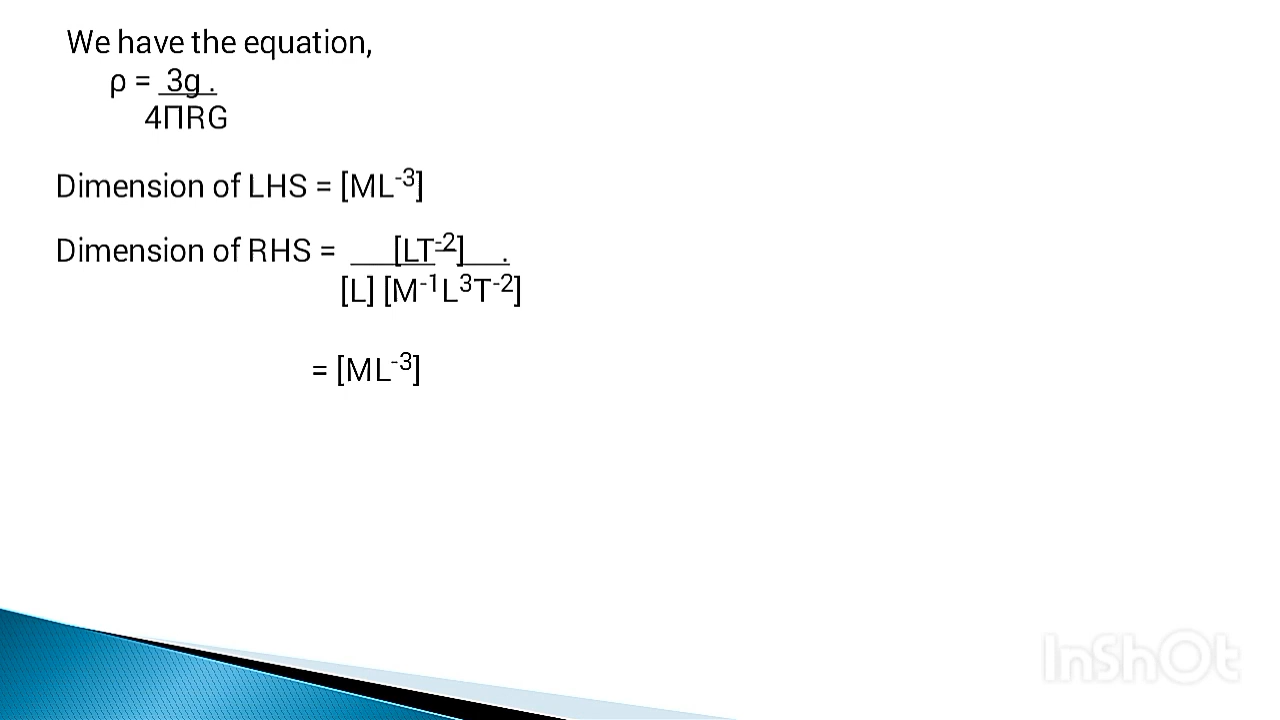 We have the equation,
ρ = 3g .
4ΠRG
Dimension of LHS = [ML⁻³]
Dimension of RHS = [LT⁻²] .
[L] [M⁻¹L³T⁻²]
= [ML⁻³]
InShOt